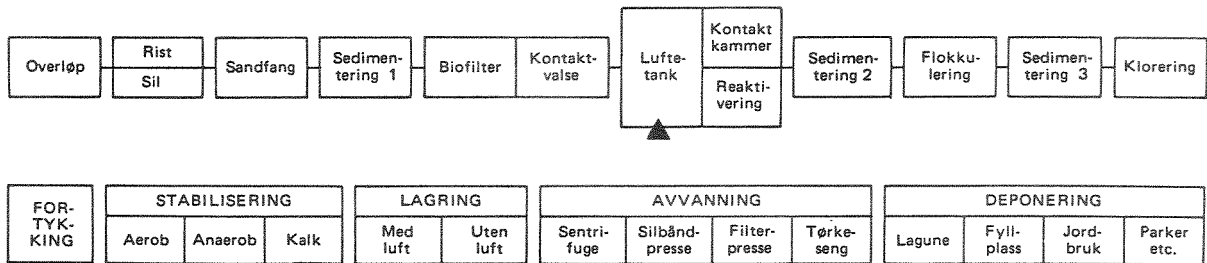 Overløp
Rist
Sil
Sandfang
Sedimen-
tering 1
Biofilter
Kontakt-
valse
Lufte-
tank
Kontakt
kammer
Reakti-
vering
Sedimen-
tering 2
Flokku-
lering
Sedimen-
tering 3
Klorering
FOR-
TYK-
KING
STABILISERING
Aerob
Anaerob
Kalk
LAGRING
Med
luft
Uten
luft
AVVANNING
Sentri-
fuge
Silbånd-
presse
Filter-
presse
Tørke-
seng
DEPONERING
Lagune
Fyll-
plass
Jord-
bruk
Parker
etc.